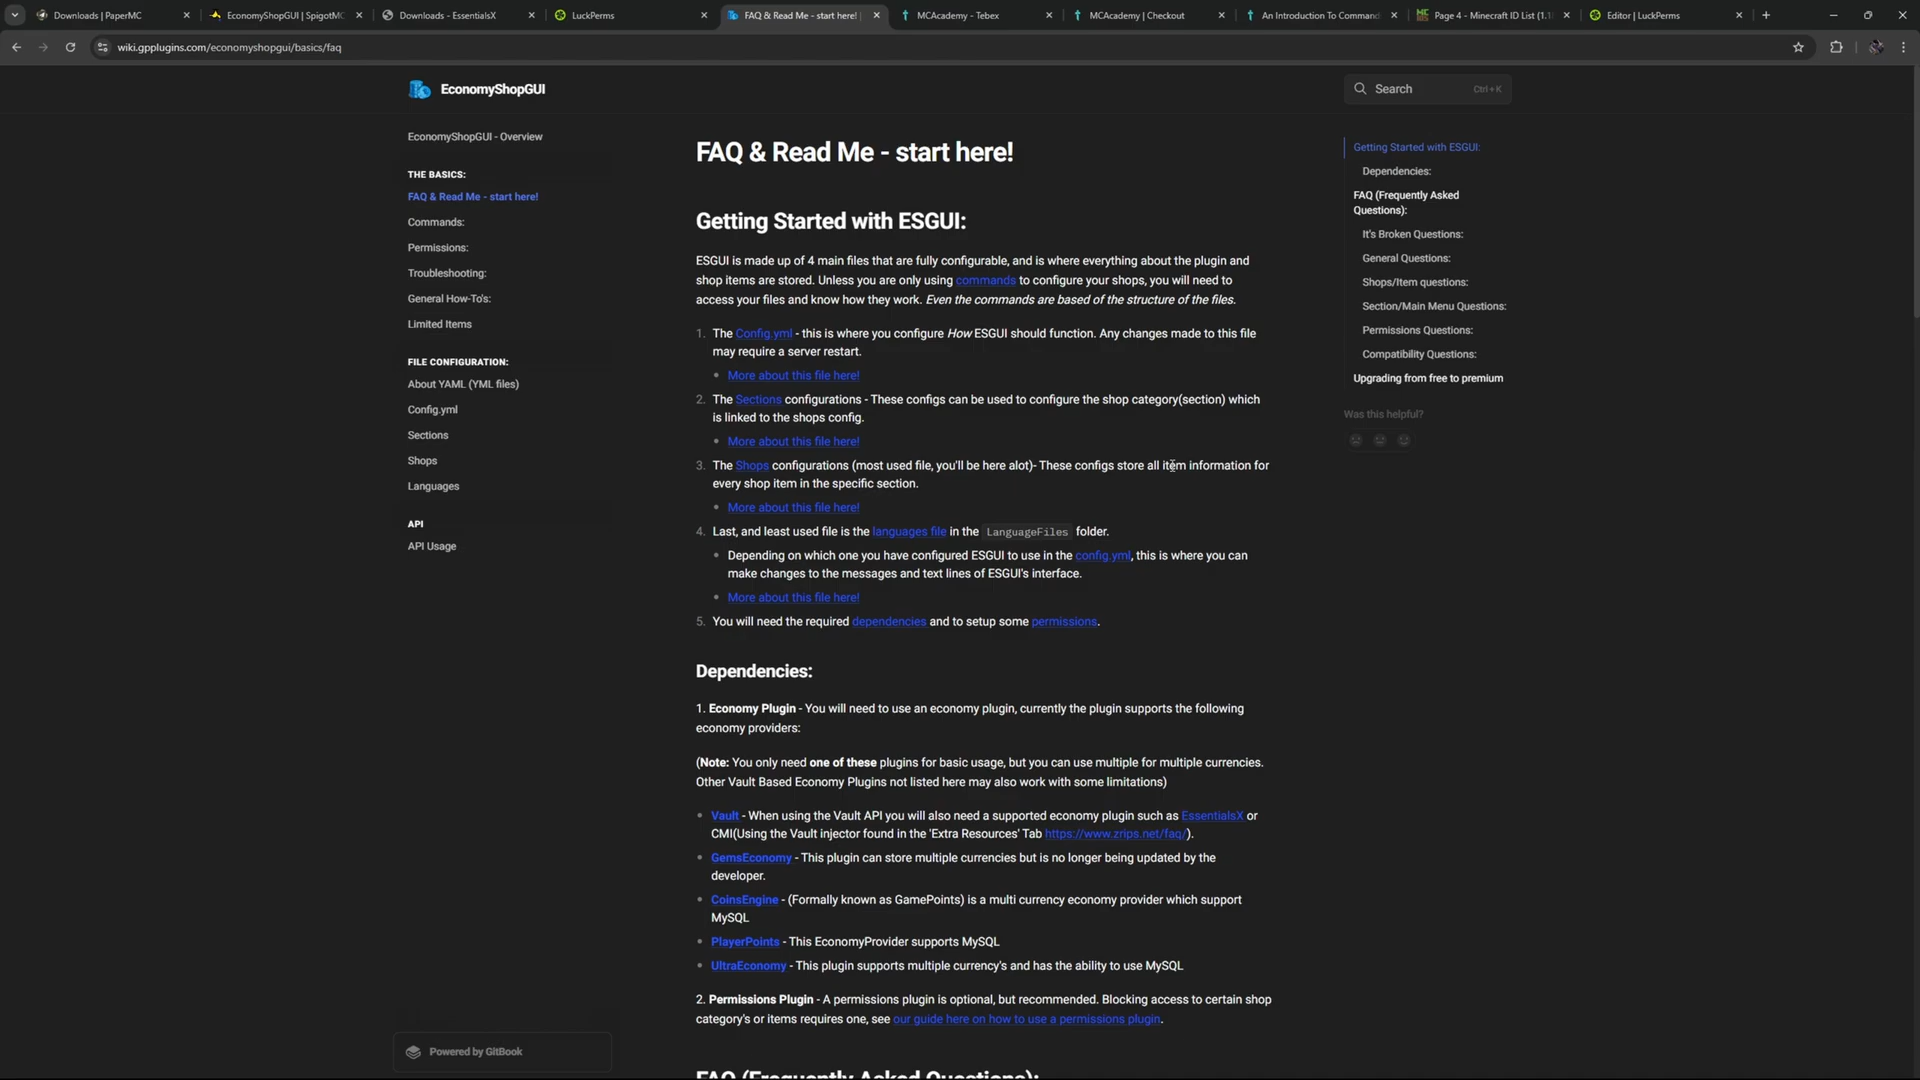 Downloads | PaperMC
EconomyShopGUI | SpigotMC
Downloads - EssentialsX
LuckPerms
FAQ & Read Me - start here! |
MCAcademy - Tebex
MCAcademy | Checkout
An Introduction To Command
Page 4 - Minecraft ID List (1.1
Editor | LuckPerms
wiki.gpplugins.com/economyshopgui/basics/faq
EconomyShopGUI
Search
Ctrl+K
EconomyShopGUI - Overview
THE BASICS:
FAQ & Read Me - start here!
Commands:
Permissions:
Troubleshooting:
General How-To's:
Limited Items
FILE CONFIGURATION:
About YAML (YML files)
Config.yml
Sections
Shops
Languages
API
API Usage
Powered by GitBook
FAQ & Read Me - start here!
Getting Started with ESGUI:
ESGUI is made up of 4 main files that are fully configurable, and is where everything about the plugin and
shop items are stored. Unless you are only using commands to configure your shops, you will need to
access your files and know how they work. Even the commands are based of the structure of the files.
1. The Config.yml - this is where you configure How ESGUI should function. Any changes made to this file
may require a server restart.
• More about this file here!
2. The Sections configurations - These configs can be used to configure the shop category(section) which
is linked to the shops config.
• More about this file here!
3. The Shops configurations (most used file, you'll be here alot)- These configs store all item information for
every shop item in the specific section.
• More about this file here!
4. Last, and least used file is the languages file in the LanguageFiles folder.
• Depending on which one you have configured ESGUI to use in the config.yml, this is where you can
make changes to the messages and text lines of ESGUI's interface.
• More about this file here!
5. You will need the required dependencies and to setup some permissions.
Dependencies:
1. Economy Plugin - You will need to use an economy plugin, currently the plugin supports the following
economy providers:
(Note: You only need one of these plugins for basic usage, but you can use multiple for multiple currencies.
Other Vault Based Economy Plugins not listed here may also work with some limitations)
• Vault - When using the Vault API you will also need a supported economy plugin such as EssentialsX or
CMI(Using the Vault injector found in the 'Extra Resources' Tab https://www.zrips.net/faq/).
• GemsEconomy - This plugin can store multiple currencies but is no longer being updated by the
developer.
• CoinsEngine - (Formally known as GamePoints) is a multi currency economy provider which support
MySQL
• PlayerPoints - This EconomyProvider supports MySQL
• UltraEconomy - This plugin supports multiple currency's and has the ability to use MySQL
2. Permissions Plugin - A permissions plugin is optional, but recommended. Blocking access to certain shop
category's or items requires one, see our guide here on how to use a permissions plugin.
FAQ (Frequently Asked Questions):
Getting Started with ESGUI:
Dependencies:
FAQ (Frequently Asked
Questions):
It's Broken Questions:
General Questions:
Shops/Item questions:
Section/Main Menu Questions:
Permissions Questions:
Compatibility Questions:
Upgrading from free to premium
Was this helpful?